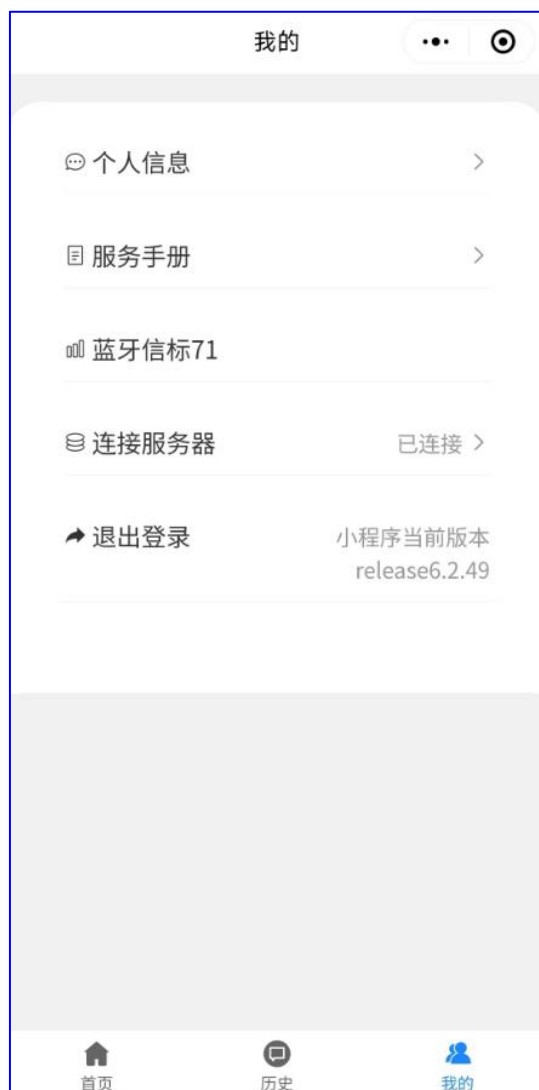 我的
个人信息
服务手册
蓝牙信标71
连接服务器 已连接
退出登录 小程序当前版本
release6.2.49
首页 历史 我的